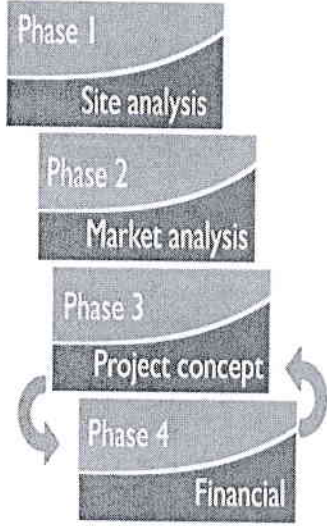 Phase 1
Site analysis
Phase 2
Market analysis
Phase 3
Project concept
Phase 4
Financial